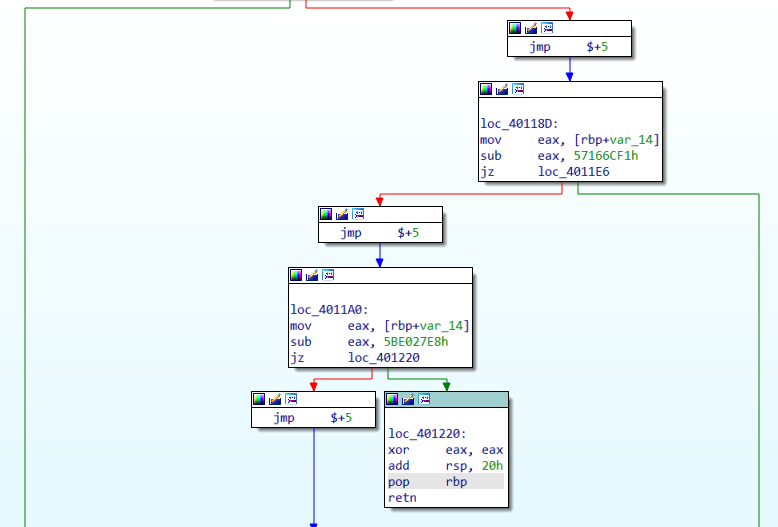 jmp $+5
loc_40118D:
mov eax, [rbp+var_14]
sub eax, 57166CF1h
jz loc_4011E6
jmp $+5
loc_4011A0:
mov eax, [rbp+var_14]
sub eax, 5BE027E8h
jz loc_401220
jmp $+5
loc_401220:
xor eax, eax
add rsp, 20h
pop rbp
retn